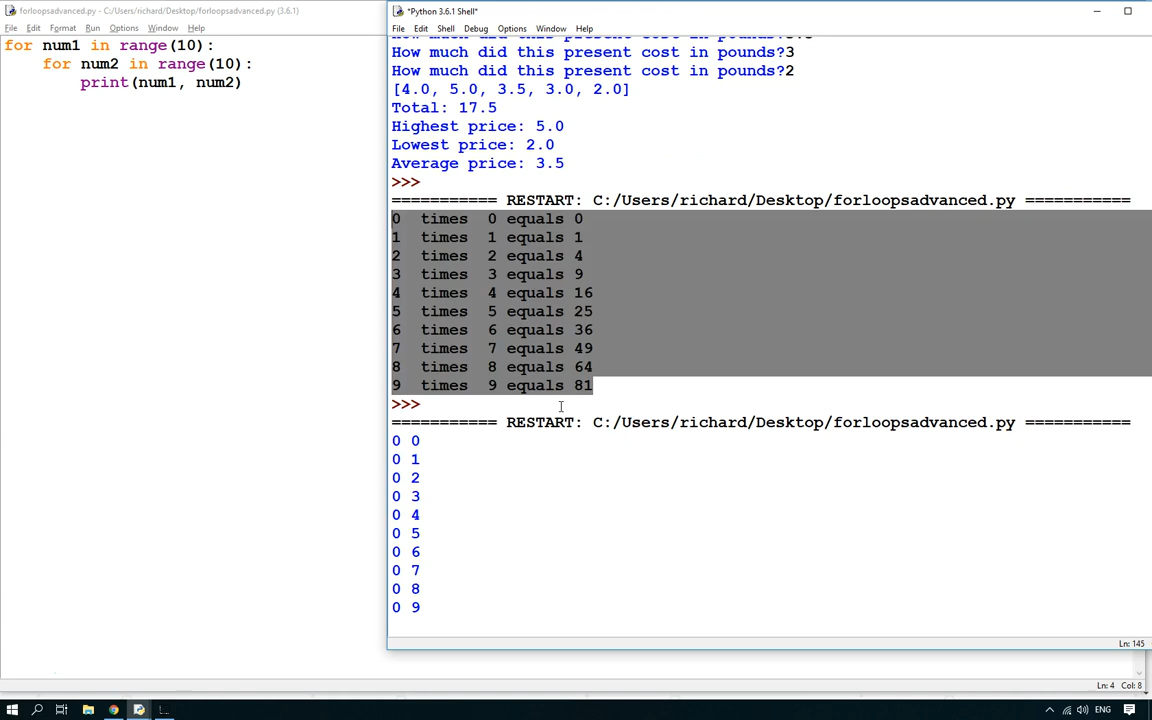 forloopsadvanced.py - C:/Users/richard/Desktop/forloopsadvanced.py (3.6.1)
File Edit Format Run Options Window Help
for num1 in range(10):
    for num2 in range(10):
        print(num1, num2)
*Python 3.6.1 Shell*
File Edit Shell Debug Options Window Help
How much did this present cost in pounds?
How much did this present cost in pounds?3
How much did this present cost in pounds?2
[4.0, 5.0, 3.5, 3.0, 2.0]
Total: 17.5
Highest price: 5.0
Lowest price: 2.0
Average price: 3.5
>>>
=========== RESTART: C:/Users/richard/Desktop/forloopsadvanced.py ===========
0  times  0 equals 0
1  times  1 equals 1
2  times  2 equals 4
3  times  3 equals 9
4  times  4 equals 16
5  times  5 equals 25
6  times  6 equals 36
7  times  7 equals 49
8  times  8 equals 64
9  times  9 equals 81
>>>
=========== RESTART: C:/Users/richard/Desktop/forloopsadvanced.py ===========
0 0
0 1
0 2
0 3
0 4
0 5
0 6
0 7
0 8
0 9
Ln: 145
Ln: 4 Col: 8
ENG